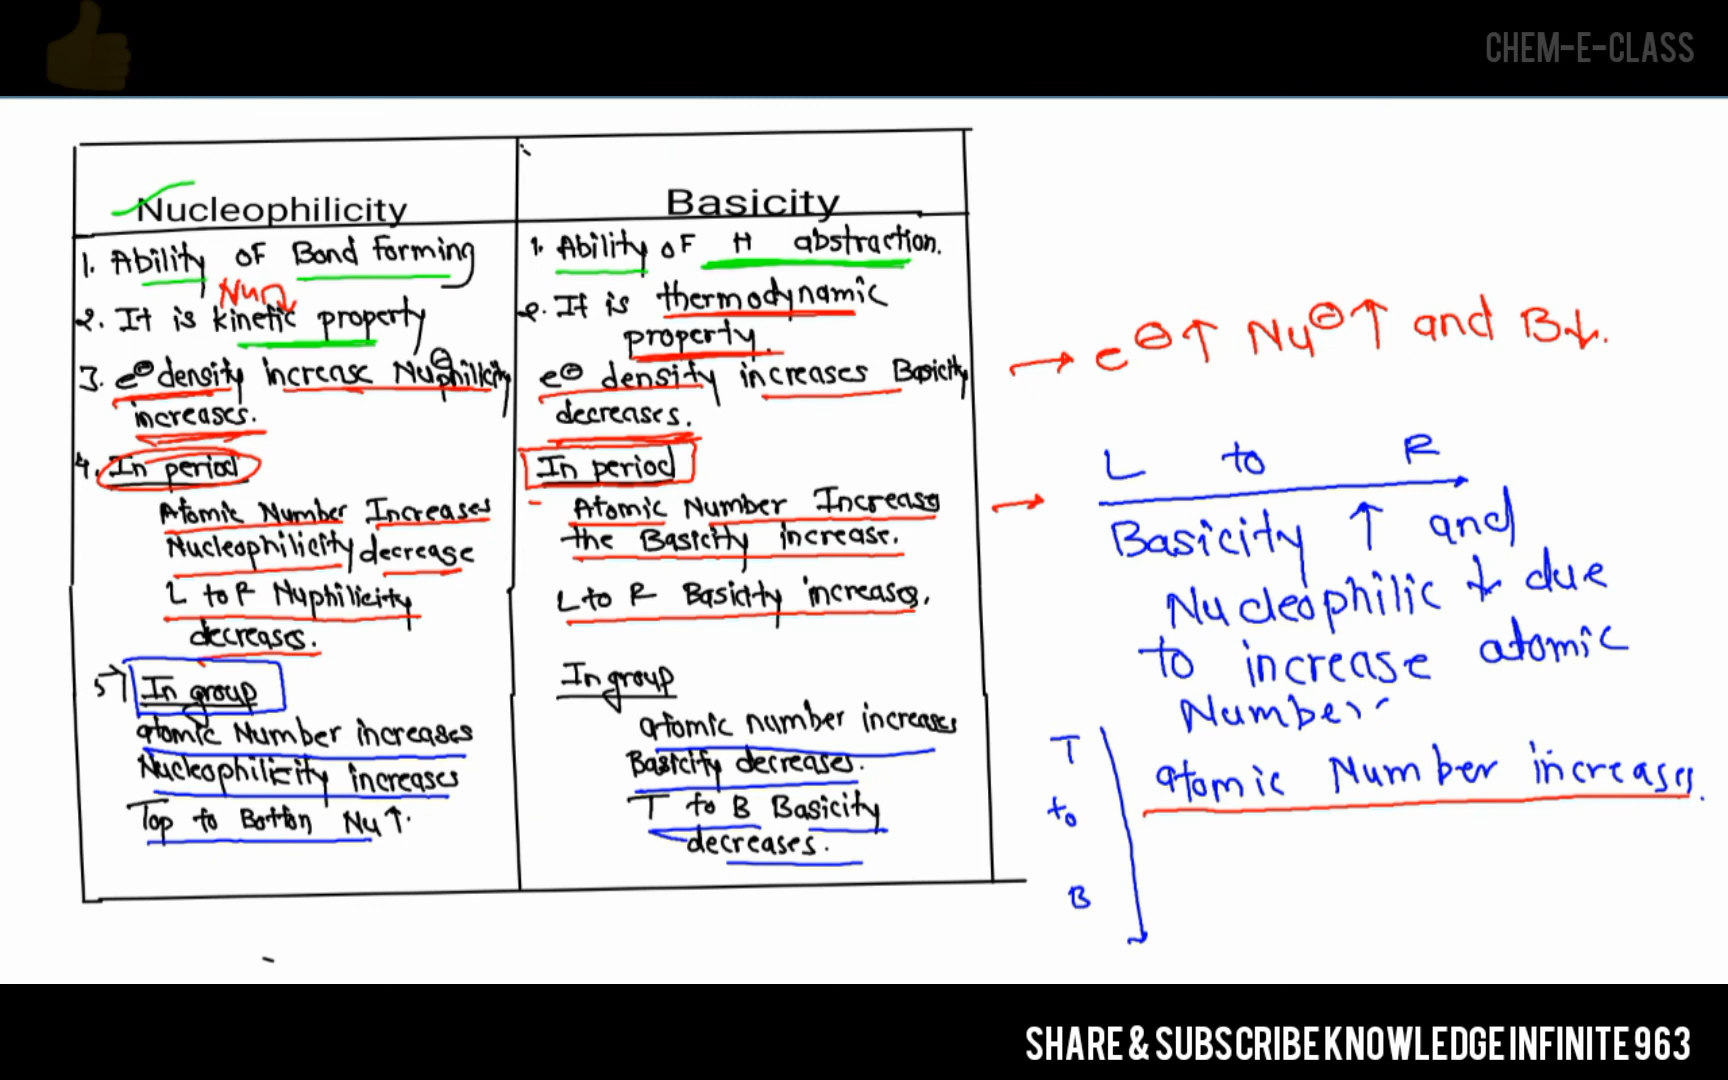 CHEM-E-CLASS
Nucleophilicity
1. Ability of Bond forming
Nu
2. It is kinetic property
3. e⊖ density increase Nu⊖philicity
increases.
4. In period
Atomic Number Increases
Nucleophilicity decrease
L to R Nuphilicity
decreases.
5 In group
atomic Number increases
Nucleophilicity increases
Top to Botton Nu↑.
Basicity
1. Ability of H abstraction.
2. It is thermodynamic
property.
e⊖ density increases Basicity
decreases.
In period
Atomic Number Increase
the Basicity increase.
L to R Basicity increases.
In group
atomic number increases
Basicity decreases.
T to B Basicity
decreases.
→ e⊖↑ Nu⊖↑ and B↓.
→ L to R
Basicity ↑ and
Nucleophilic ↓ due
to increase atomic
Number
T to B
atomic Number increases.
SHARE & SUBSCRIBE KNOWLEDGE INFINITE 963